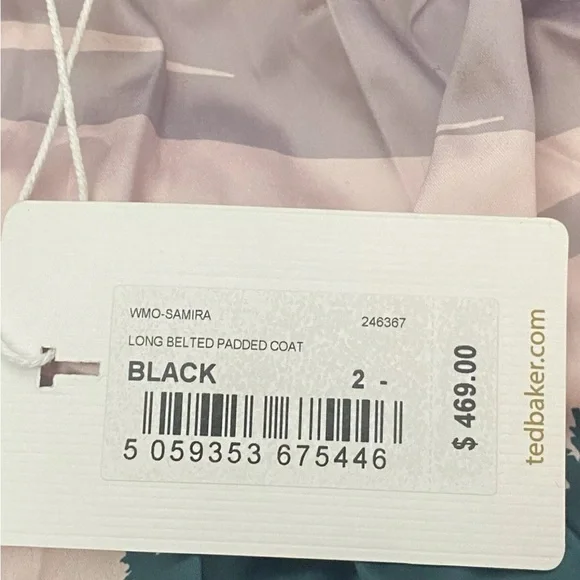 WMO-SAMIRA 246367
LONG BELTED PADDED COAT
BLACK 2 -
5 059353 675446
$ 469.00
tedbaker.com